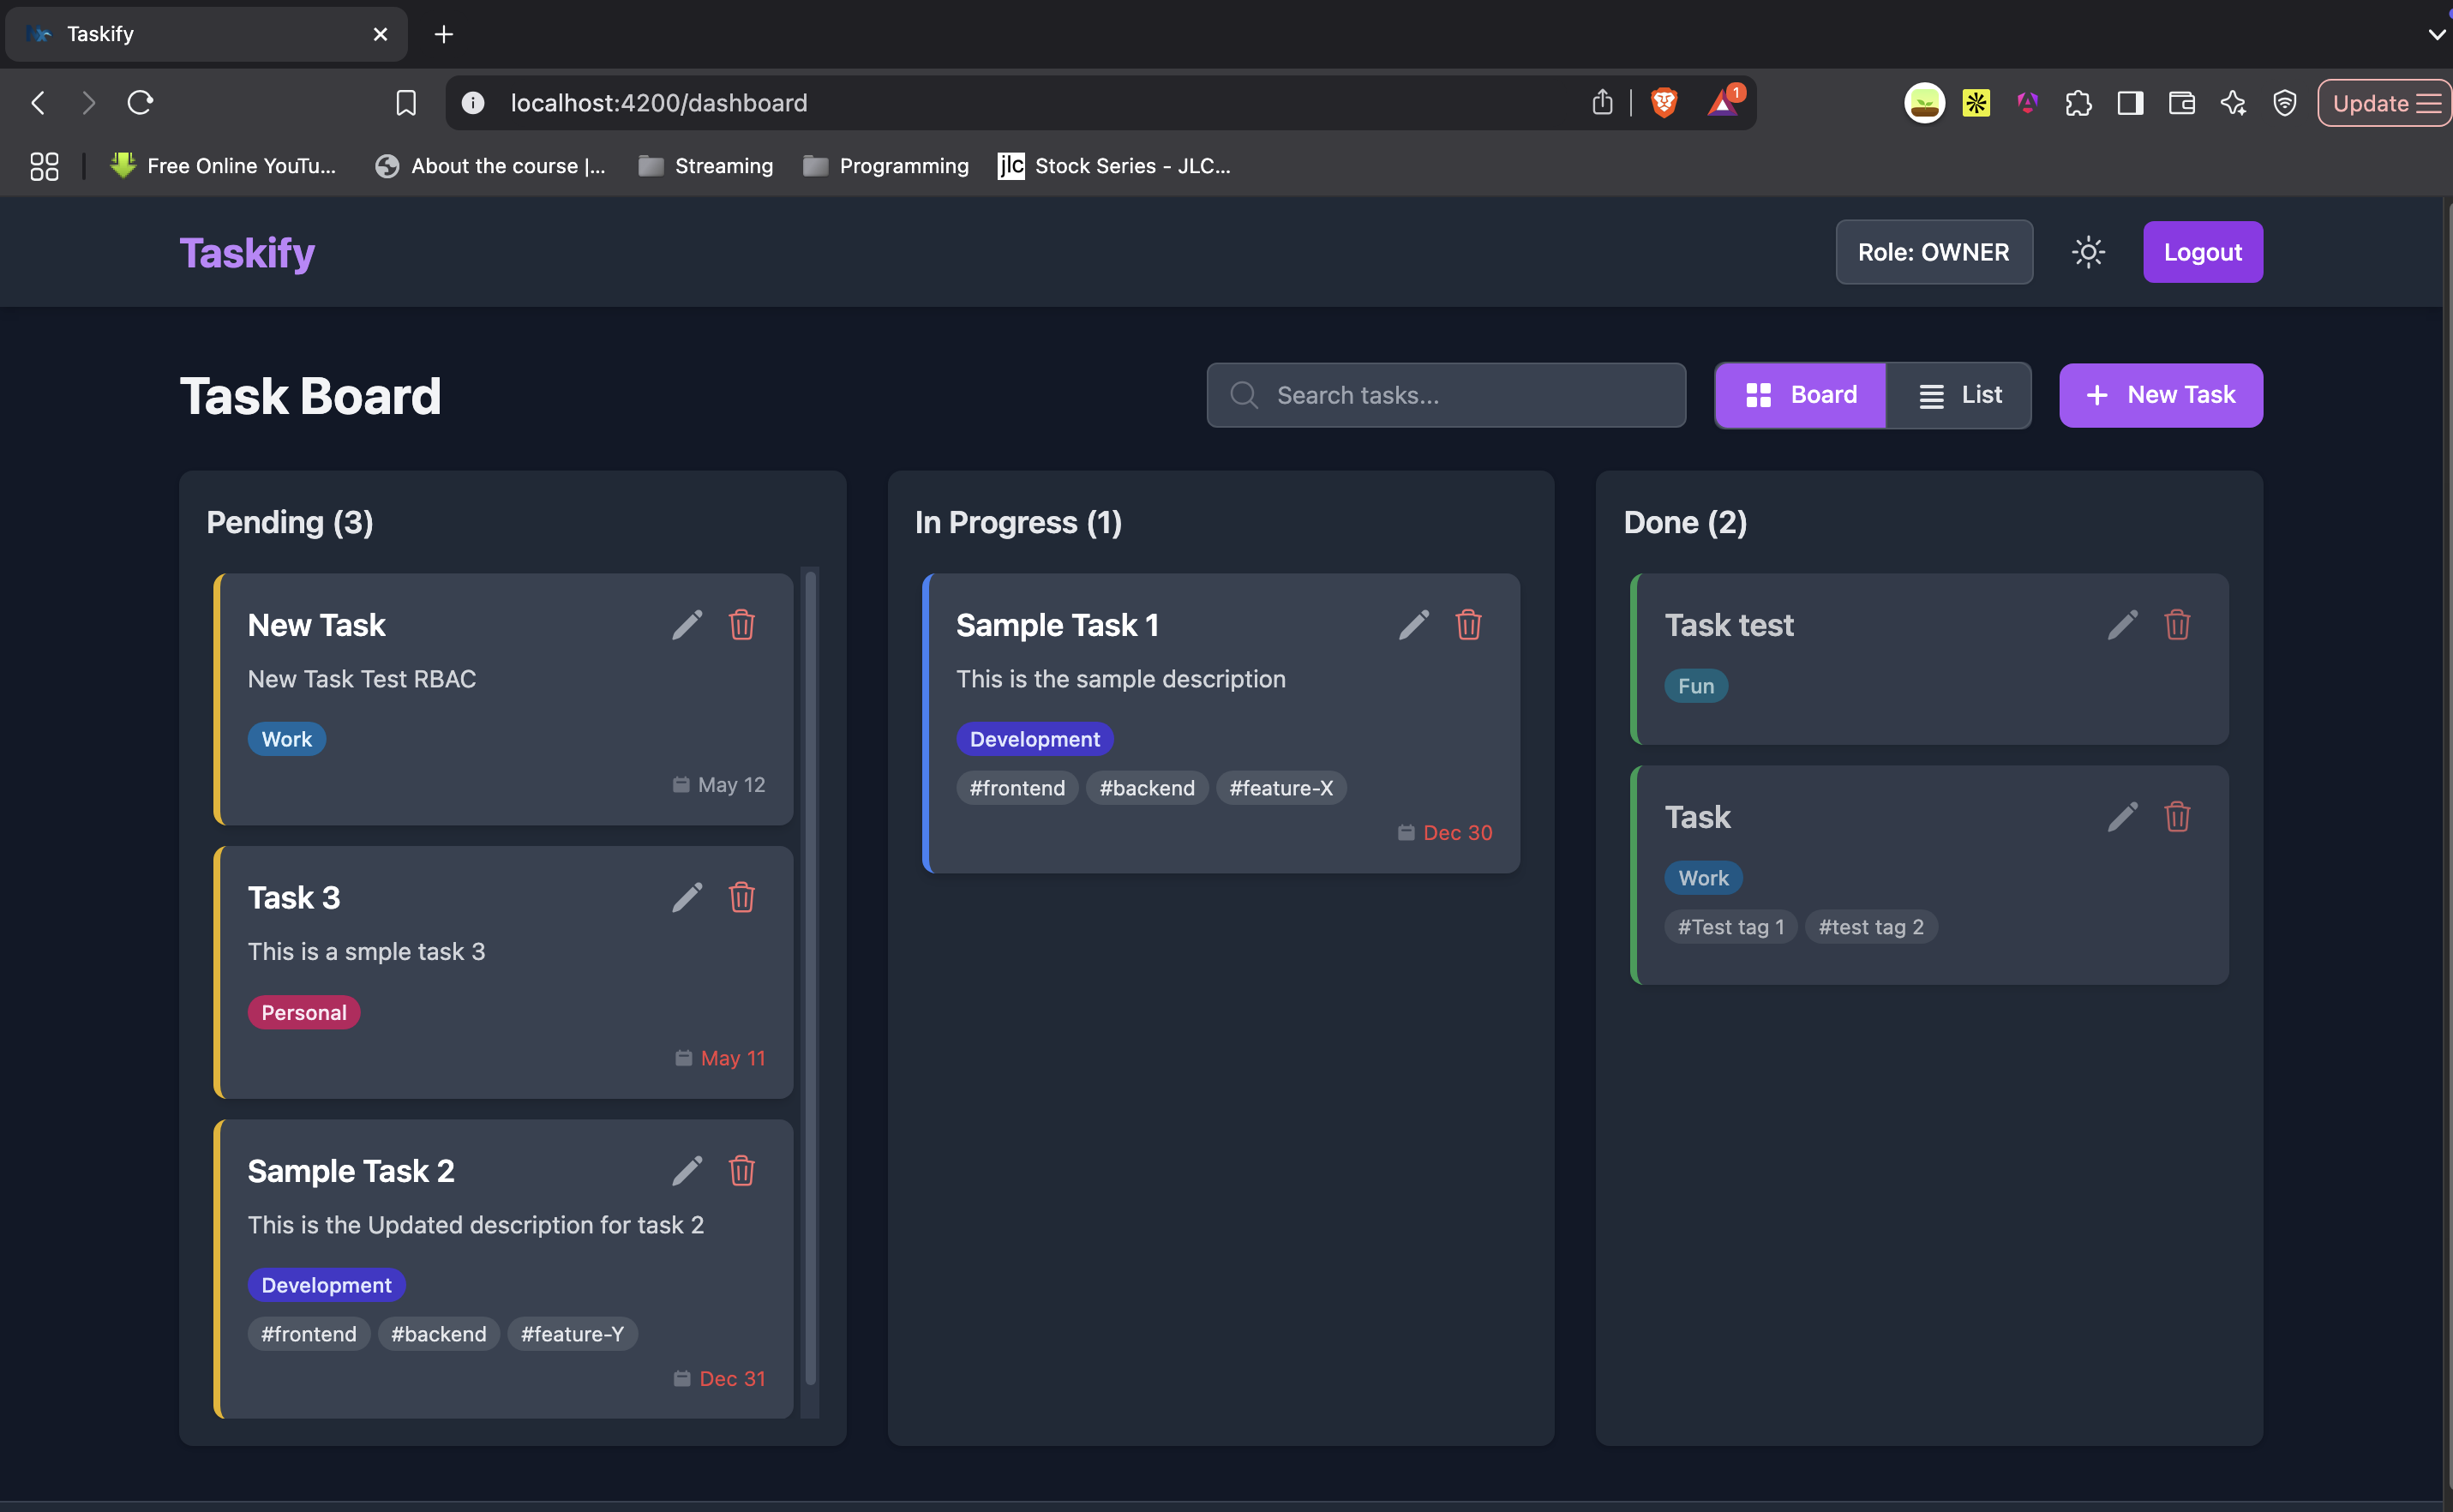 Taskify
localhost:4200/dashboard
1
Update
Free Online YouTu...
About the course |...
Streaming
Programming
jlc
Stock Series - JLC...
Taskify
Role: OWNER
Logout
Task Board
Search tasks...
Board
List
+ New Task
Pending (3)
New Task
New Task Test RBAC
Work
May 12
Task 3
This is a smple task 3
Personal
May 11
Sample Task 2
This is the Updated description for task 2
Development
#frontend #backend #feature-Y
Dec 31
In Progress (1)
Sample Task 1
This is the sample description
Development
#frontend #backend #feature-X
Dec 30
Done (2)
Task test
Fun
Task
Work
#Test tag 1 #test tag 2